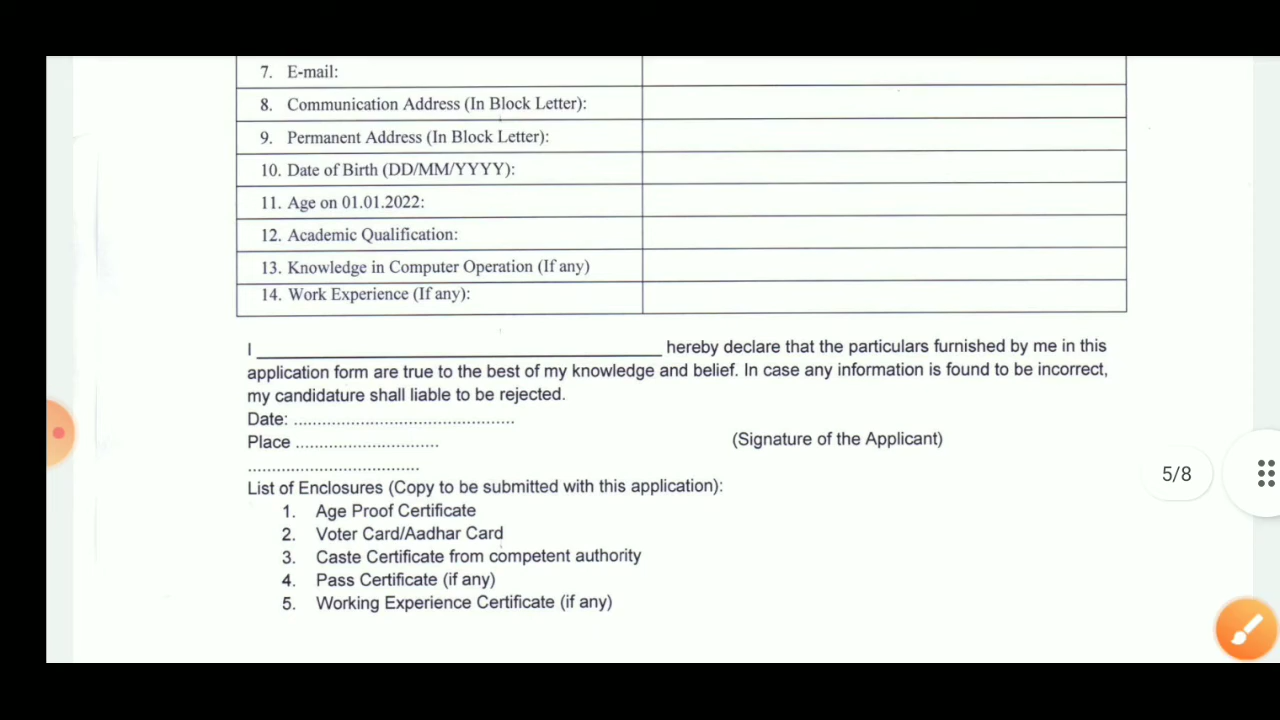 7. E-mail:
8. Communication Address (In Block Letter):
9. Permanent Address (In Block Letter):
10. Date of Birth (DD/MM/YYYY):
11. Age on 01.01.2022:
12. Academic Qualification:
13. Knowledge in Computer Operation (If any)
14. Work Experience (If any):
I ______________________________ hereby declare that the particulars furnished by me in this
application form are true to the best of my knowledge and belief. In case any information is found to be incorrect,
my candidature shall liable to be rejected.
Date: ................................................
Place ...............................
(Signature of the Applicant)
.....................................
5/8
List of Enclosures (Copy to be submitted with this application):
1. Age Proof Certificate
2. Voter Card/Aadhar Card
3. Caste Certificate from competent authority
4. Pass Certificate (if any)
5. Working Experience Certificate (if any)